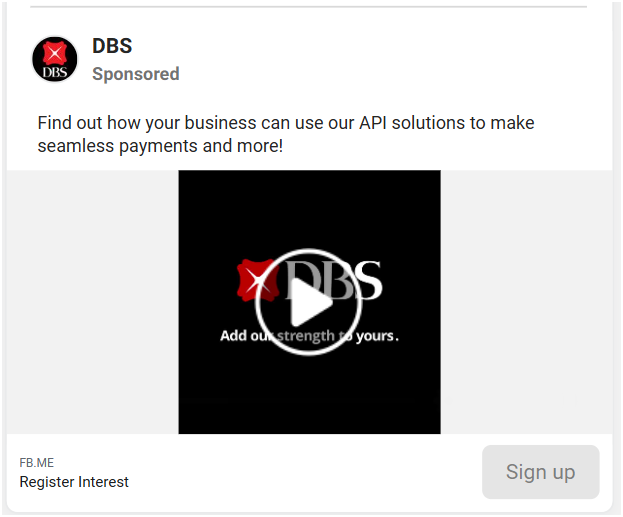 DBS
Sponsored
DBS
Find out how your business can use our API solutions to make
seamless payments and more!
DBS
Add our strength to yours.
FB.ME
Register Interest
Sign up